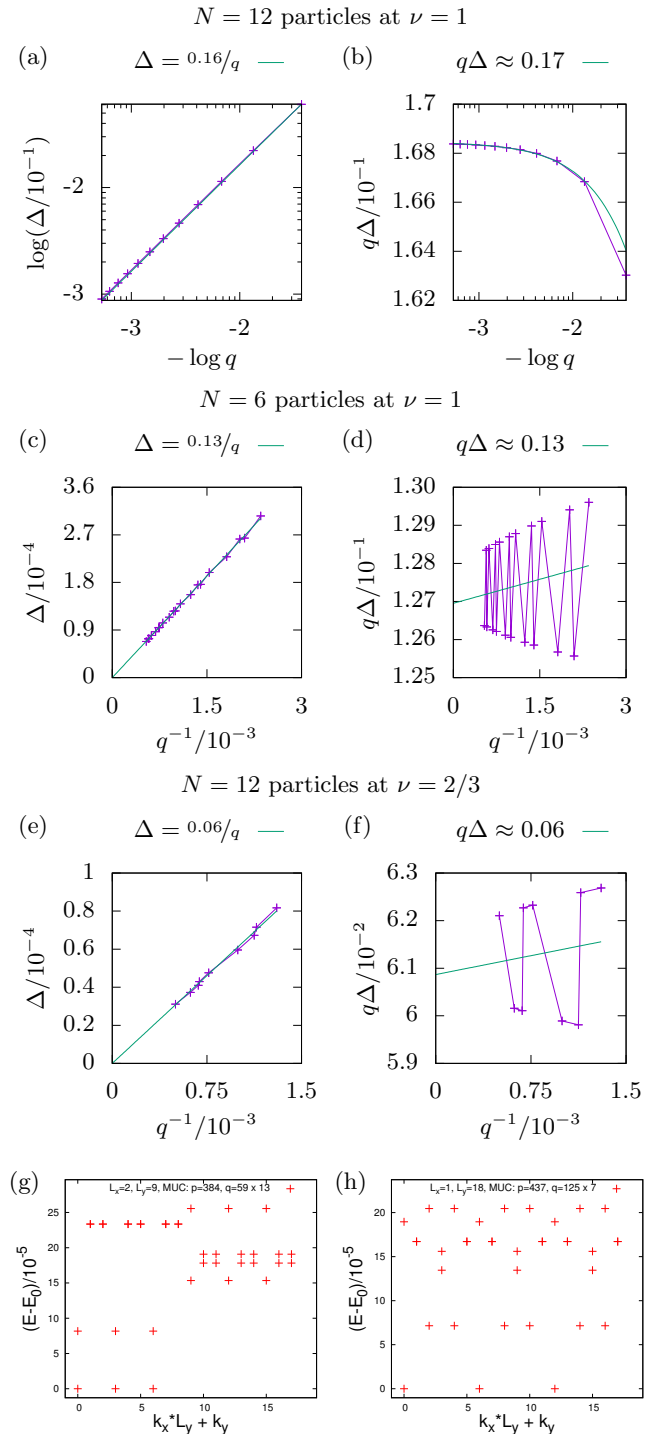 N = 12 particles at ν = 1
(a) Δ = 0.16/q
(b) qΔ ≈ 0.17
log(Δ/10⁻¹)
-2
-3
-3 -2
− log q
qΔ/10⁻¹
1.7
1.68
1.66
1.64
1.62
-3 -2
− log q
N = 6 particles at ν = 1
(c) Δ = 0.13/q
(d) qΔ ≈ 0.13
Δ/10⁻⁴
3.6
2.7
1.8
0.9
0
0 1.5 3
q⁻¹/10⁻³
qΔ/10⁻¹
1.30
1.29
1.28
1.27
1.26
1.25
0 1.5 3
q⁻¹/10⁻³
N = 12 particles at ν = 2/3
(e) Δ = 0.06/q
(f) qΔ ≈ 0.06
Δ/10⁻⁴
1
0.8
0.6
0.4
0.2
0
0 0.75 1.5
q⁻¹/10⁻³
qΔ/10⁻²
6.3
6.2
6.1
6
5.9
0 0.75 1.5
q⁻¹/10⁻³
(g)
Lₓ=2, L_y=9, MUC: p=384, q=59 x 13
(E-E₀)/10⁻⁵
25
20
15
10
5
0
0 5 10 15
kₓ*L_y + k_y
(h)
Lₓ=1, L_y=18, MUC: p=437, q=125 x 7
(E-E₀)/10⁻⁵
20
15
10
5
0
0 5 10 15
kₓ*L_y + k_y